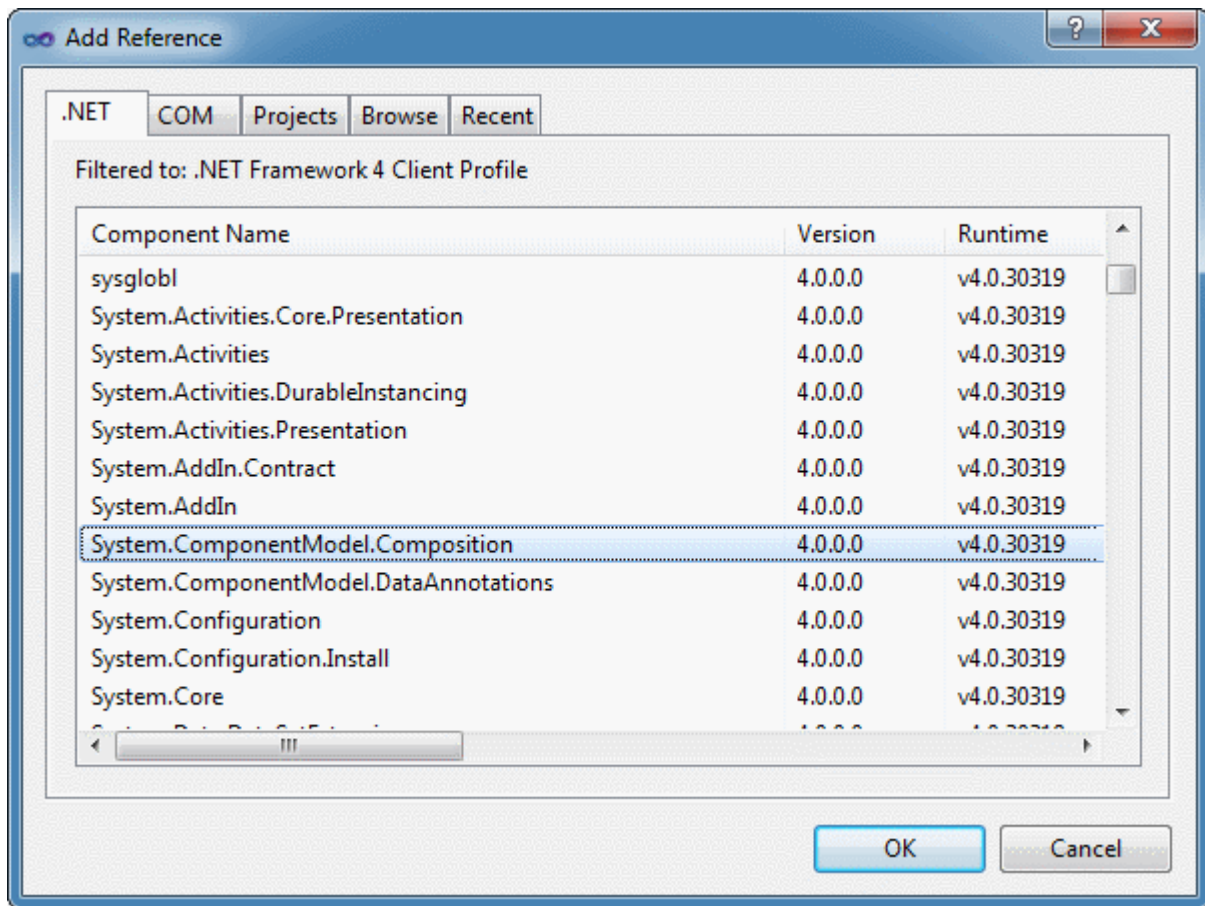 Add Reference
.NET COM Projects Browse Recent
Filtered to: .NET Framework 4 Client Profile
Component Name Version Runtime
sysglobl 4.0.0.0 v4.0.30319
System.Activities.Core.Presentation 4.0.0.0 v4.0.30319
System.Activities 4.0.0.0 v4.0.30319
System.Activities.DurableInstancing 4.0.0.0 v4.0.30319
System.Activities.Presentation 4.0.0.0 v4.0.30319
System.AddIn.Contract 4.0.0.0 v4.0.30319
System.AddIn 4.0.0.0 v4.0.30319
System.ComponentModel.Composition 4.0.0.0 v4.0.30319
System.ComponentModel.DataAnnotations 4.0.0.0 v4.0.30319
System.Configuration 4.0.0.0 v4.0.30319
System.Configuration.Install 4.0.0.0 v4.0.30319
System.Core 4.0.0.0 v4.0.30319
OK Cancel